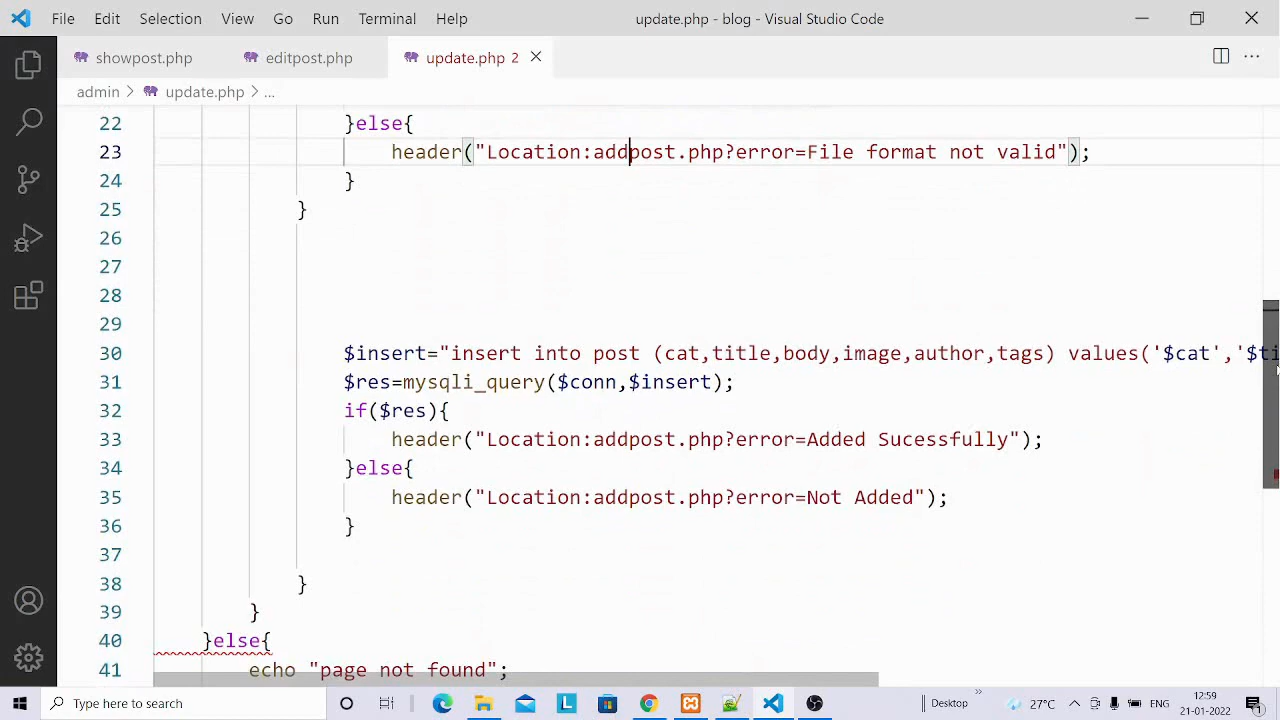 File Edit Selection View Go Run Terminal Help update.php - blog - Visual Studio Code
showpost.php editpost.php update.php 2
admin > update.php > ...
22 }else{
23 header("Location:addpost.php?error=File format not valid");
24 }
25 }
26
27
28
29
30 $insert="insert into post (cat,title,body,image,author,tags) values('$cat','$ti
31 $res=mysqli_query($conn,$insert);
32 if($res){
33 header("Location:addpost.php?error=Added Sucessfully");
34 }else{
35 header("Location:addpost.php?error=Not Added");
36 }
37
38 }
39 }
40 }else{
41 echo "page not found";
Type here to search Desktop 27°C ENG 12:59
21-01-2022